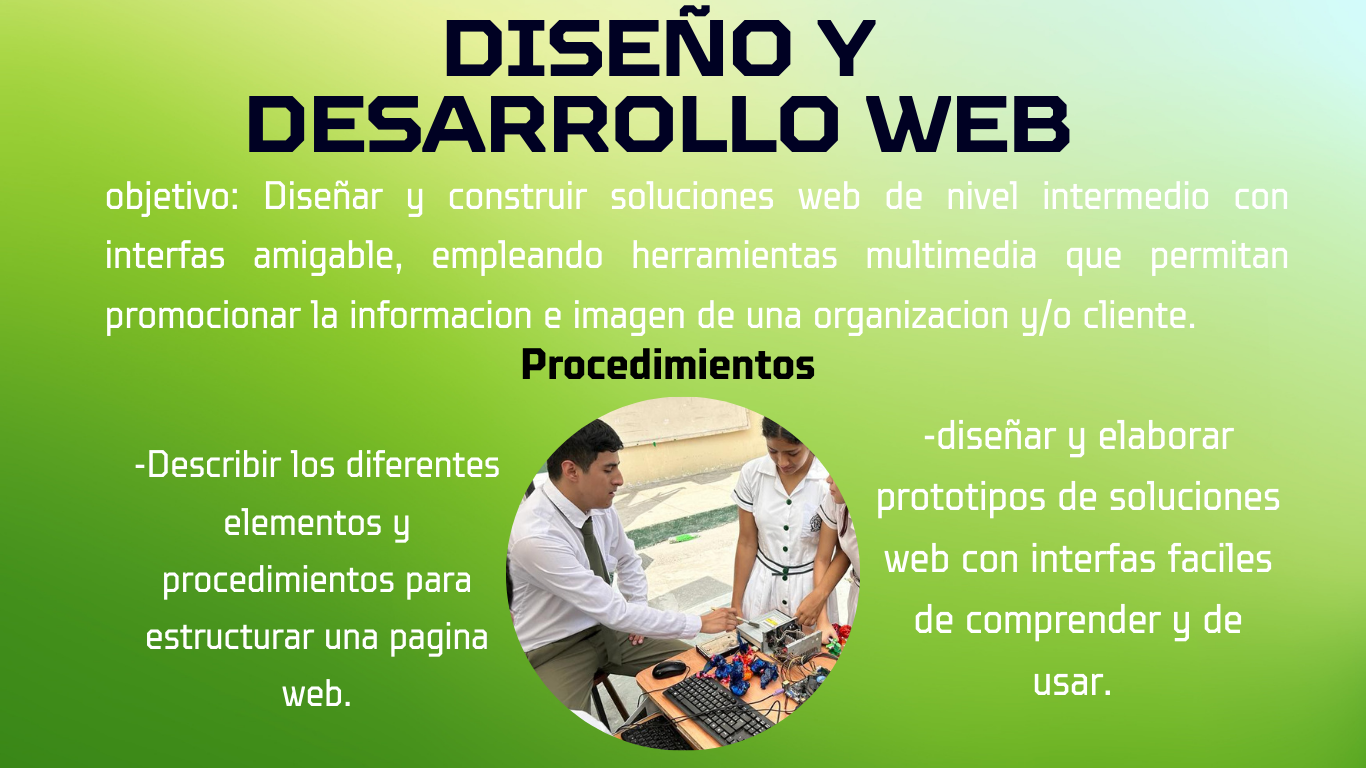 DISEÑO Y
DESARROLLO WEB
objetivo: Diseñar y construir soluciones web de nivel intermedio con
interfas amigable, empleando herramientas multimedia que permitan
promocionar la informacion e imagen de una organizacion y/o cliente.
Procedimientos
-Describir los diferentes
elementos y
procedimientos para
estructurar una pagina
web.
-diseñar y elaborar
prototipos de soluciones
web con interfas faciles
de comprender y de
usar.